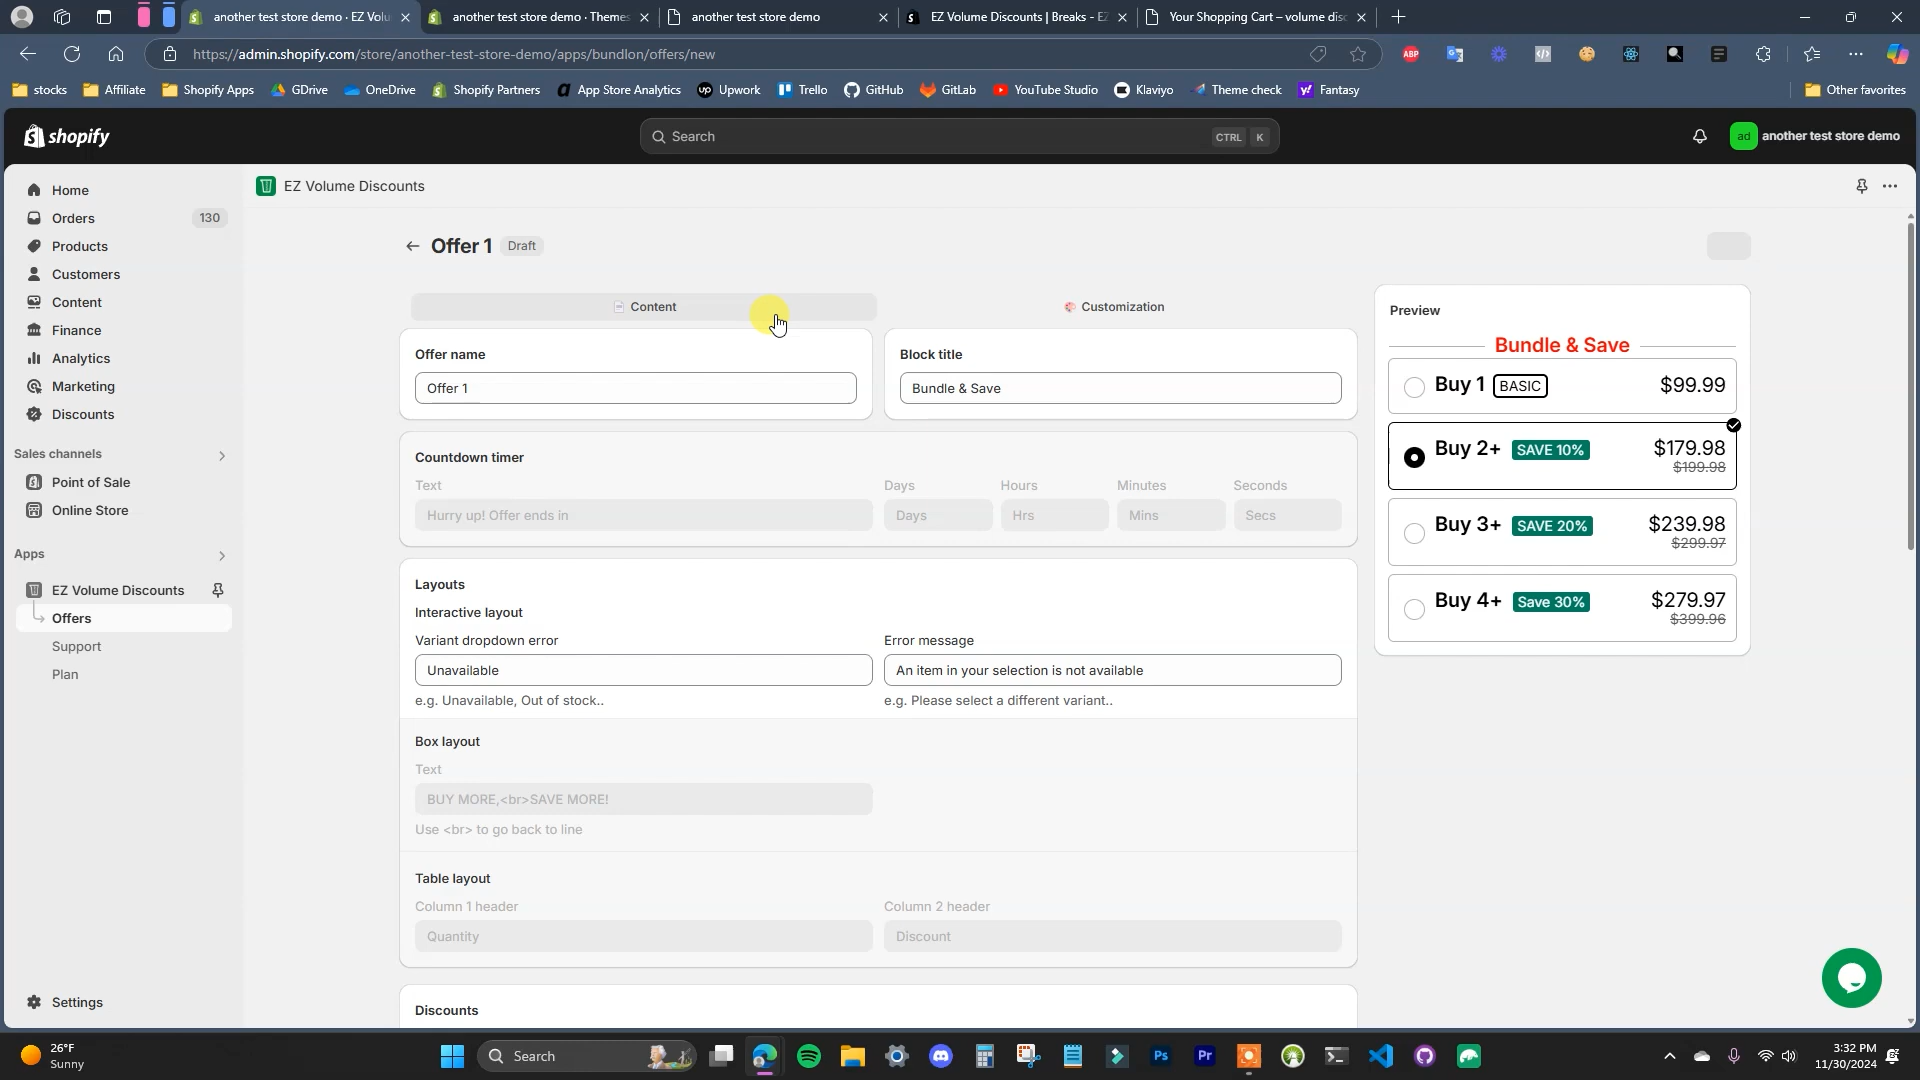 another test store demo · EZ Volu
another test store demo · Themes
another test store demo
EZ Volume Discounts | Breaks - EZ
Your Shopping Cart – volume disc
https://admin.shopify.com/store/another-test-store-demo/apps/bundlon/offers/new
ABP
stocks
Affiliate
Shopify Apps
GDrive
OneDrive
Shopify Partners
App Store Analytics
Upwork
Trello
GitHub
GitLab
YouTube Studio
Klaviyo
Theme check
Fantasy
Other favorites
shopify
Search
CTRL K
ad
another test store demo
Home
Orders
130
Products
Customers
Content
Finance
Analytics
Marketing
Discounts
Sales channels
Point of Sale
Online Store
Apps
EZ Volume Discounts
Offers
Support
Plan
Settings
EZ Volume Discounts
Offer 1 Draft
Content
Customization
Offer name
Offer 1
Block title
Bundle & Save
Countdown timer
Text
Days
Hours
Minutes
Seconds
Hurry up! Offer ends in
Days
Hrs
Mins
Secs
Layouts
Interactive layout
Variant dropdown error
Error message
Unavailable
An item in your selection is not available
e.g. Unavailable, Out of stock..
e.g. Please select a different variant..
Box layout
Text
BUY MORE,<br>SAVE MORE!
Use <br> to go back to line
Table layout
Column 1 header
Column 2 header
Quantity
Discount
Discounts
Preview
Bundle & Save
Buy 1 BASIC $99.99
Buy 2+ SAVE 10% $179.98
$199.98
Buy 3+ SAVE 20% $239.98
$299.97
Buy 4+ Save 30% $279.97
$399.96
26°F
Sunny
Search
Ps
Pr
3:32 PM
11/30/2024